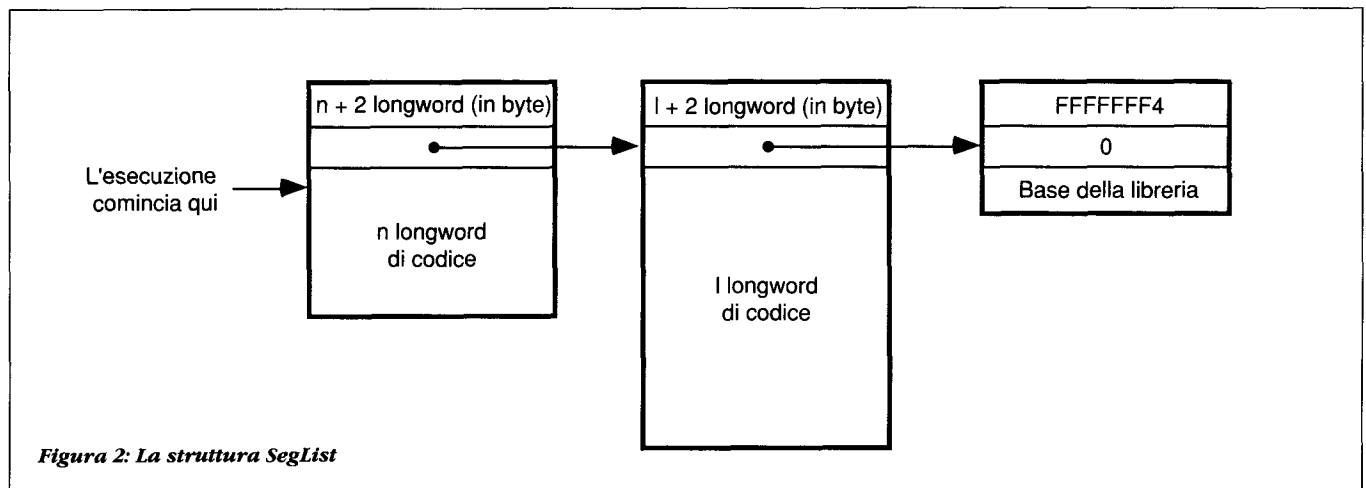 L'esecuzione
comincia qui
n + 2 longword (in byte)
n longword
di codice
l + 2 longword (in byte)
l longword
di codice
FFFFFFF4
0
Base della libreria
Figura 2: La struttura SegList